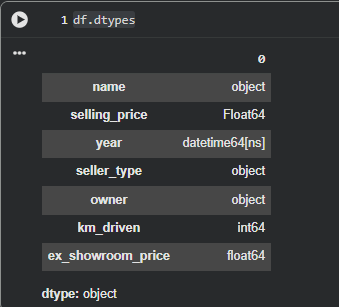 1 df.dtypes
0
name object
selling_price Float64
year datetime64[ns]
seller_type object
owner object
km_driven int64
ex_showroom_price float64
dtype: object